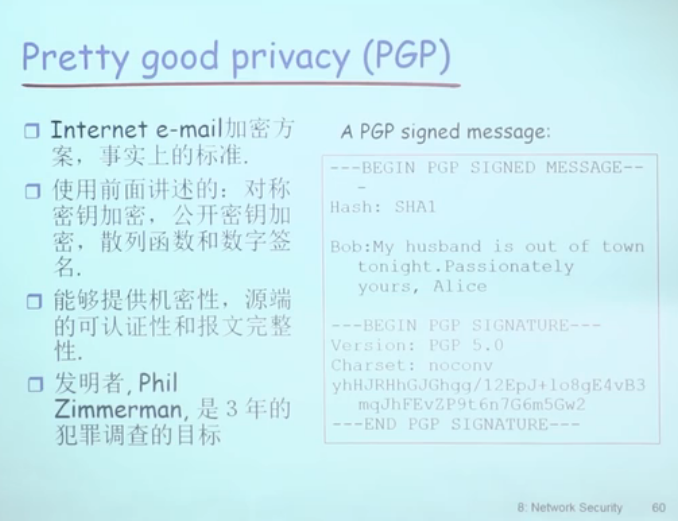 Pretty good privacy (PGP)
Internet e-mail加密方
案，事实上的标准.
使用前面讲述的：对称
密钥加密，公开密钥加
密，散列函数和数字签
名.
能够提供机密性，源端
的可认证性和报文完整
性.
发明者, Phil
Zimmerman, 是 3 年的
犯罪调查的目标
A PGP signed message:
---BEGIN PGP SIGNED MESSAGE--
-
Hash: SHA1
Bob:My husband is out of town
tonight.Passionately
yours, Alice
---BEGIN PGP SIGNATURE---
Version: PGP 5.0
Charset: noconv
yhHJRHhGJGhgg/12EpJ+lo8gE4vB3
mqJhFEvZP9t6n7G6m5Gw2
---END PGP SIGNATURE---
8: Network Security 60